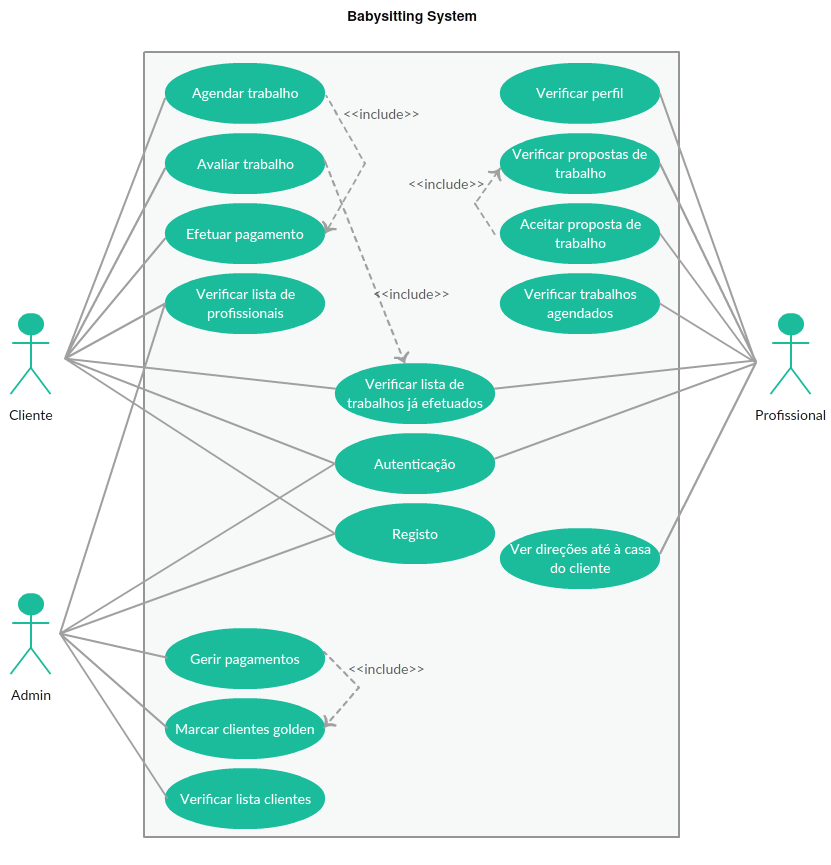 Babysitting System
Agendar trabalho
<<include>>
Verificar perfil
Avaliar trabalho
Verificar propostas de
trabalho
<<include>>
Efetuar pagamento
Aceitar proposta de
trabalho
Verificar lista de
profissionais
<<include>>
Verificar trabalhos
agendados
Cliente
Verificar lista de
trabalhos já efetuados
Profissional
Autenticação
Registo
Ver direções até à casa
do cliente
Gerir pagamentos
<<include>>
Admin
Marcar clientes golden
Verificar lista clientes